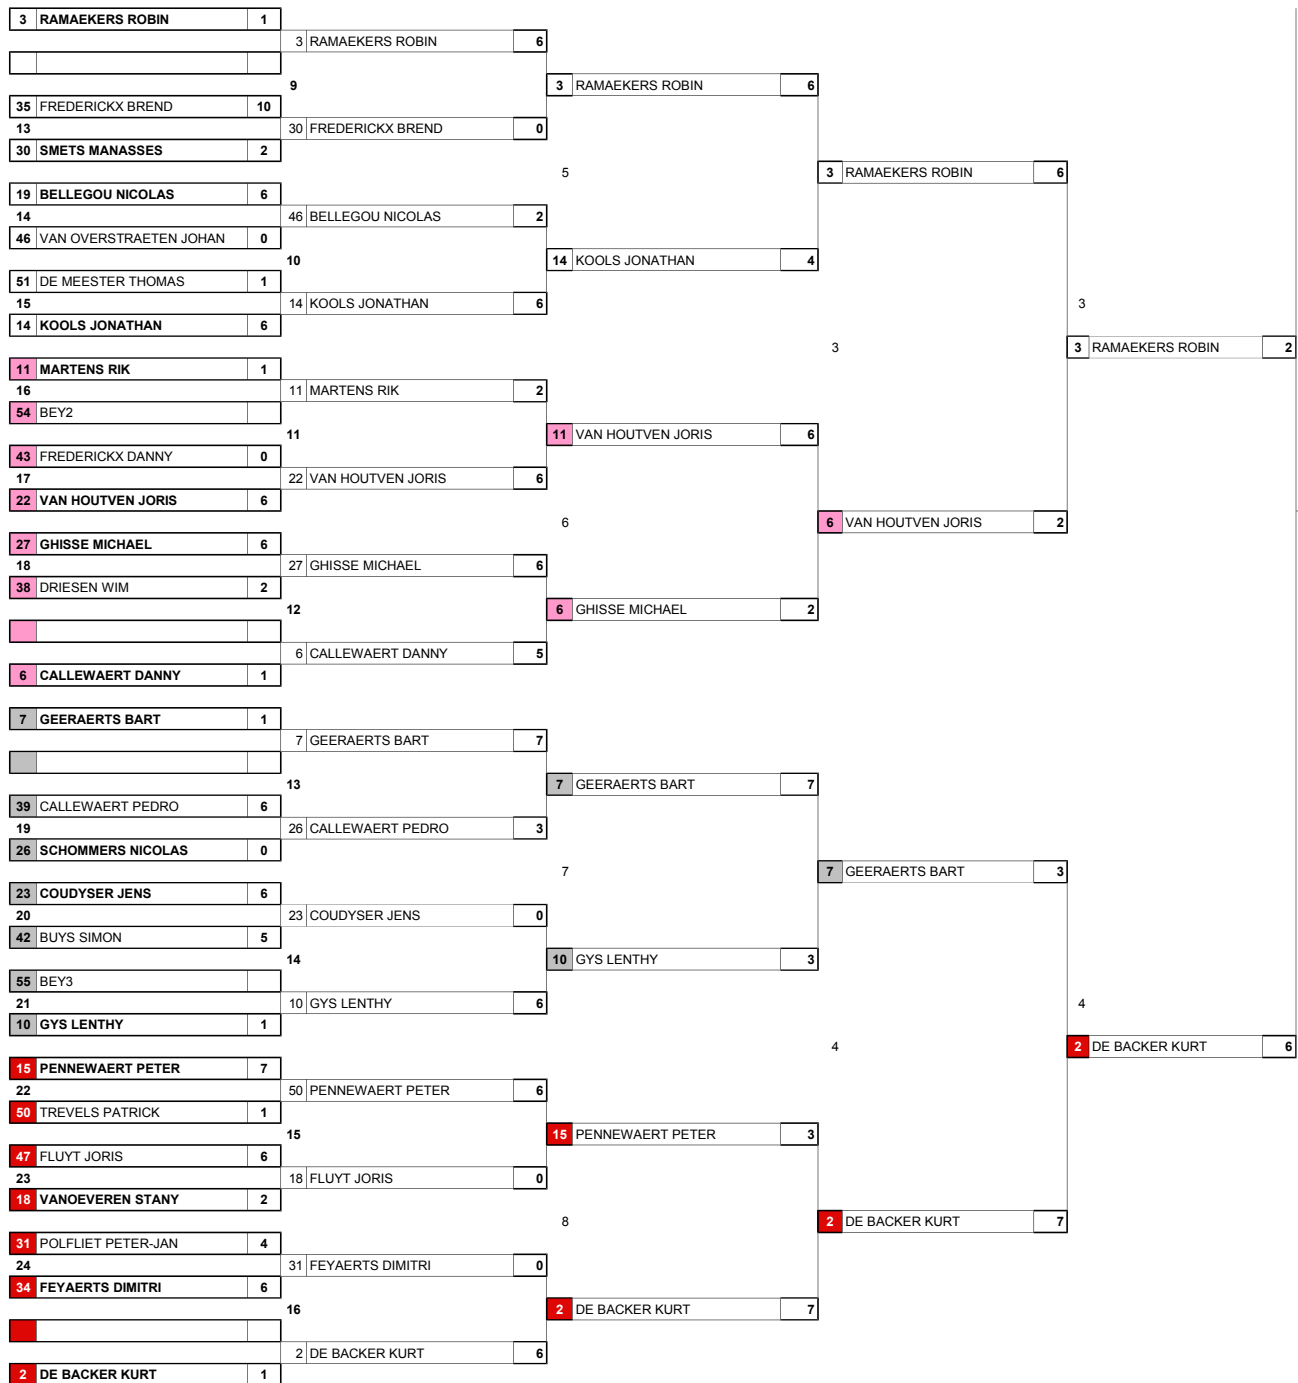 3 RAMAEKERS ROBIN 1
3 RAMAEKERS ROBIN 6
9
3 RAMAEKERS ROBIN 6
35 FREDERICKX BREND 10
13
30 FREDERICKX BREND 0
30 SMETS MANASSES 2
5
3 RAMAEKERS ROBIN 6
19 BELLEGOU NICOLAS 6
14
46 BELLEGOU NICOLAS 2
46 VAN OVERSTRAETEN JOHAN 0
10
14 KOOLS JONATHAN 4
51 DE MEESTER THOMAS 1
15
14 KOOLS JONATHAN 6
3
14 KOOLS JONATHAN 6
3
3 RAMAEKERS ROBIN 2
11 MARTENS RIK 1
16
11 MARTENS RIK 2
54 BEY2
11
11 VAN HOUTVEN JORIS 6
43 FREDERICKX DANNY 0
17
22 VAN HOUTVEN JORIS 6
22 VAN HOUTVEN JORIS 6
6
6 VAN HOUTVEN JORIS 2
27 GHISSE MICHAEL 6
18
27 GHISSE MICHAEL 6
38 DRIESEN WIM 2
12
6 GHISSE MICHAEL 2
6 CALLEWAERT DANNY 5
6 CALLEWAERT DANNY 1
7 GEERAERTS BART 1
7 GEERAERTS BART 7
13
7 GEERAERTS BART 7
39 CALLEWAERT PEDRO 6
19
26 CALLEWAERT PEDRO 3
26 SCHOMMERS NICOLAS 0
7
7 GEERAERTS BART 3
23 COUDYSER JENS 6
20
23 COUDYSER JENS 0
42 BUYS SIMON 5
14
10 GYS LENTHY 3
55 BEY3
21
10 GYS LENTHY 6
4
10 GYS LENTHY 1
4
2 DE BACKER KURT 6
15 PENNEWAERT PETER 7
22
50 PENNEWAERT PETER 6
50 TREVELS PATRICK 1
15
15 PENNEWAERT PETER 3
47 FLUYT JORIS 6
23
18 FLUYT JORIS 0
18 VANOEVEREN STANY 2
8
2 DE BACKER KURT 7
31 POLFLIET PETER-JAN 4
24
31 FEYAERTS DIMITRI 0
34 FEYAERTS DIMITRI 6
16
2 DE BACKER KURT 7
2 DE BACKER KURT 6
2 DE BACKER KURT 1